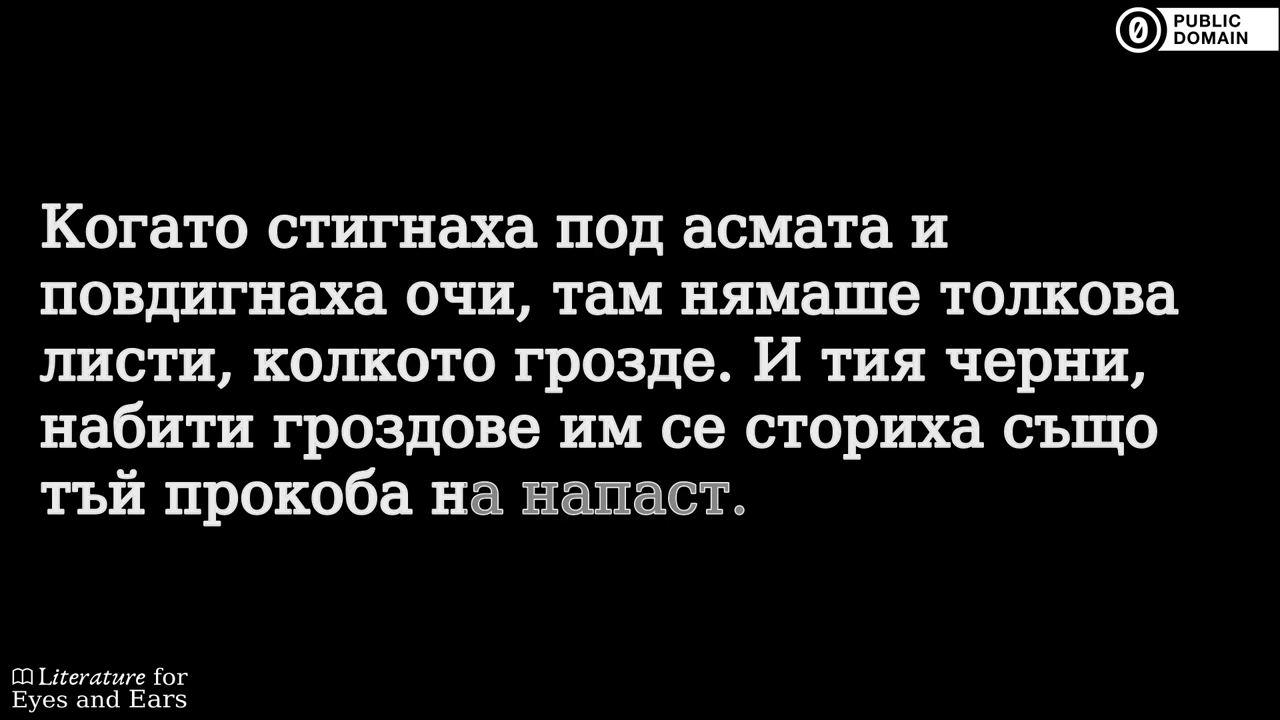 PUBLIC
DOMAIN
Когато стигнаха под асмата и
повдигнаха очи, там нямаше толкова
листи, колкото грозде. И тия черни,
набити гроздове им се сториха също
тъй прокоба на напаст.
Literature for
Eyes and Ears